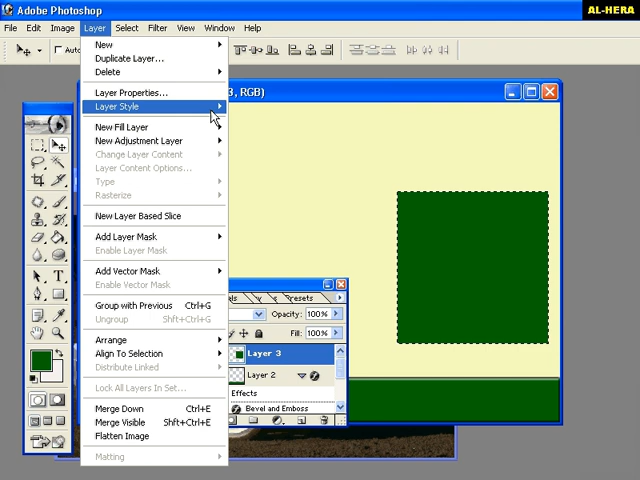 Adobe Photoshop
AL-HERA
File Edit Image Layer Select Filter View Window Help
Auto
New
Duplicate Layer...
Delete
Layer Properties...
Layer Style
New Fill Layer
New Adjustment Layer
Change Layer Content
Layer Content Options...
Type
Rasterize
New Layer Based Slice
Add Layer Mask
Enable Layer Mask
Add Vector Mask
Enable Vector Mask
Group with Previous Ctrl+G
Ungroup Shft+Ctrl+G
Arrange
Align To Selection
Distribute Linked
Lock All Layers In Set...
Merge Down Ctrl+E
Merge Visible Shft+Ctrl+E
Flatten Image
Matting
3, RGB)
Opacity: 100%
Fill: 100%
Layer 3
Layer 2
Effects
Bevel and Emboss